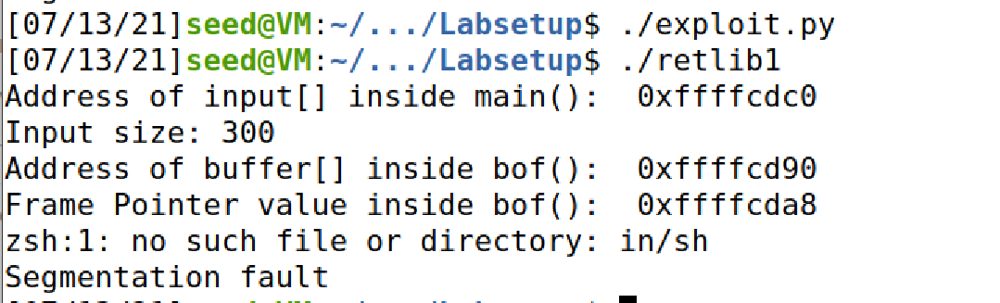 [07/13/21]seed@VM:~/.../Labsetup$ ./exploit.py
[07/13/21]seed@VM:~/.../Labsetup$ ./retlib1
Address of input[] inside main():  0xffffcdc0
Input size: 300
Address of buffer[] inside bof():  0xffffcd90
Frame Pointer value inside bof():  0xffffcda8
zsh:1: no such file or directory: in/sh
Segmentation fault